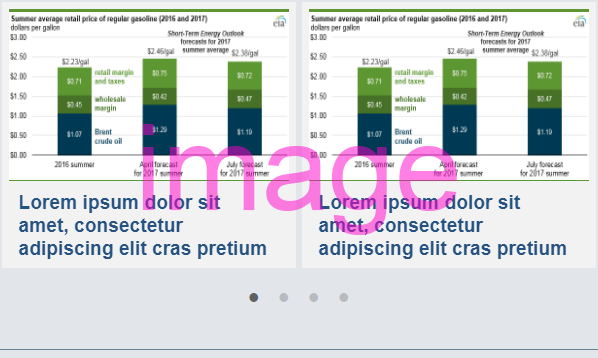 Summer average retail price of regular gasoline (2016 and 2017)
dollars per gallon
eia
Short-Term Energy Outlook
forecasts for 2017
summer average
$3.00
$2.50
$2.00
$1.50
$1.00
$0.50
$0.00
$2.23/gal
$2.46/gal
$2.38/gal
$0.71
$0.75
$0.72
retail margin
and taxes
$0.45
$0.42
$0.47
wholesale
margin
$1.07
$1.29
$1.19
Brent
crude oil
2016 summer
April forecast
for 2017 summer
July forecast
for 2017 summer
Lorem ipsum dolor sit
amet, consectetur
adipiscing elit cras pretium
Summer average retail price of regular gasoline (2016 and 2017)
dollars per gallon
eia
Short-Term Energy Outlook
forecasts for 2017
summer average
$3.00
$2.50
$2.00
$1.50
$1.00
$0.50
$0.00
$2.23/gal
$2.46/gal
$2.38/gal
$0.71
$0.75
$0.72
retail margin
and taxes
$0.45
$0.42
$0.47
wholesale
margin
$1.07
$1.29
$1.19
Brent
crude oil
2016 summer
April forecast
for 2017 summer
July forecast
for 2017 summer
Lorem ipsum dolor sit
amet, consectetur
adipiscing elit cras pretium
image